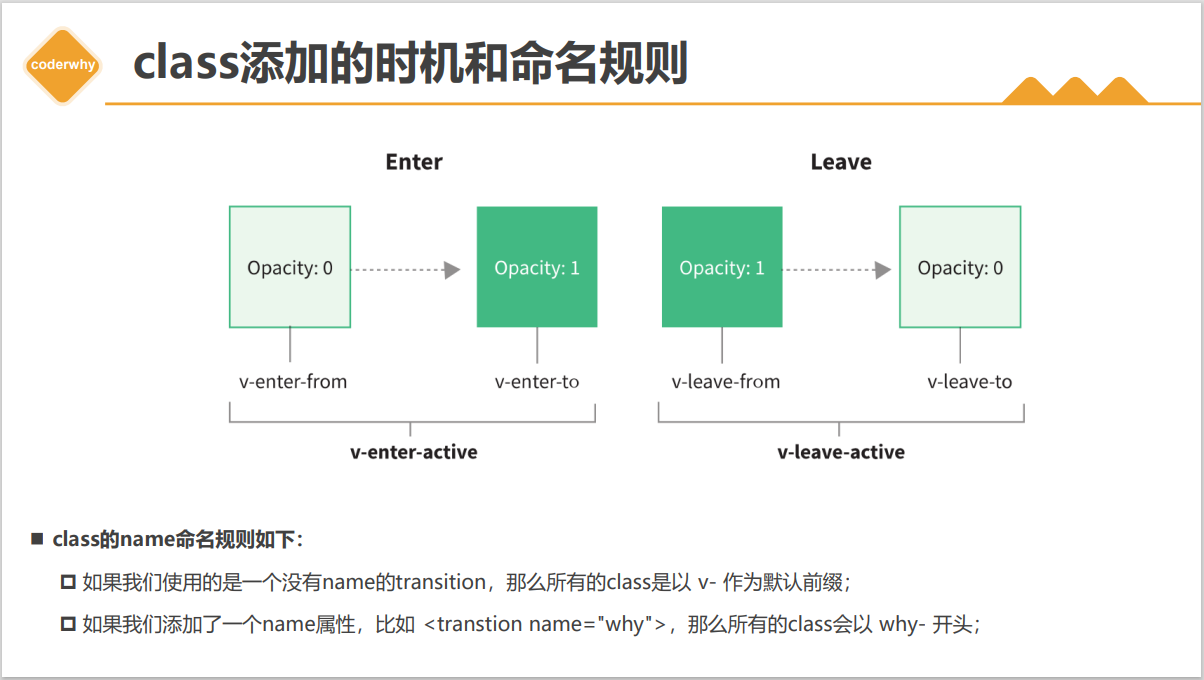 coderwhy
class添加的时机和命名规则
Enter
Leave
Opacity: 0
Opacity: 1
Opacity: 1
Opacity: 0
v-enter-from
v-enter-to
v-leave-from
v-leave-to
v-enter-active
v-leave-active
class的name命名规则如下：
如果我们使用的是一个没有name的transition，那么所有的class是以 v- 作为默认前缀；
如果我们添加了一个name属性，比如 <transtion name="why">，那么所有的class会以 why- 开头；